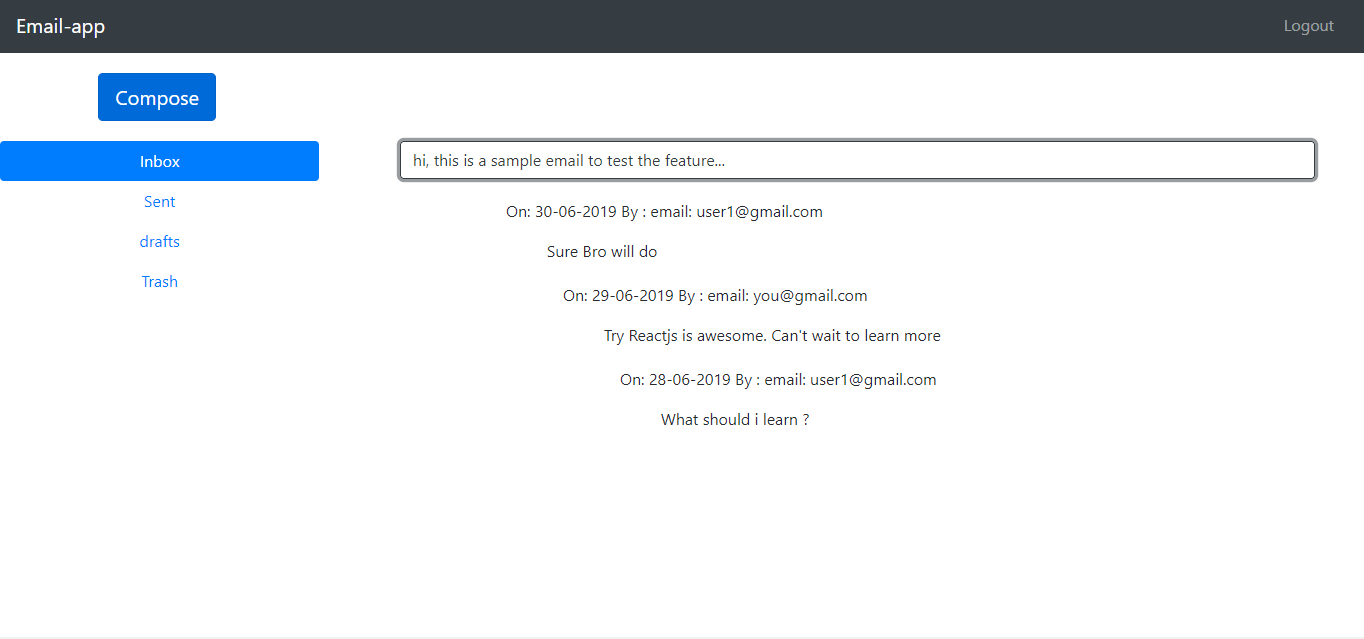 Email-app
Logout
Compose
Inbox
Sent
drafts
Trash
hi, this is a sample email to test the feature...
On: 30-06-2019 By : email: user1@gmail.com
Sure Bro will do
On: 29-06-2019 By : email: you@gmail.com
Try Reactjs is awesome. Can't wait to learn more
On: 28-06-2019 By : email: user1@gmail.com
What should i learn ?